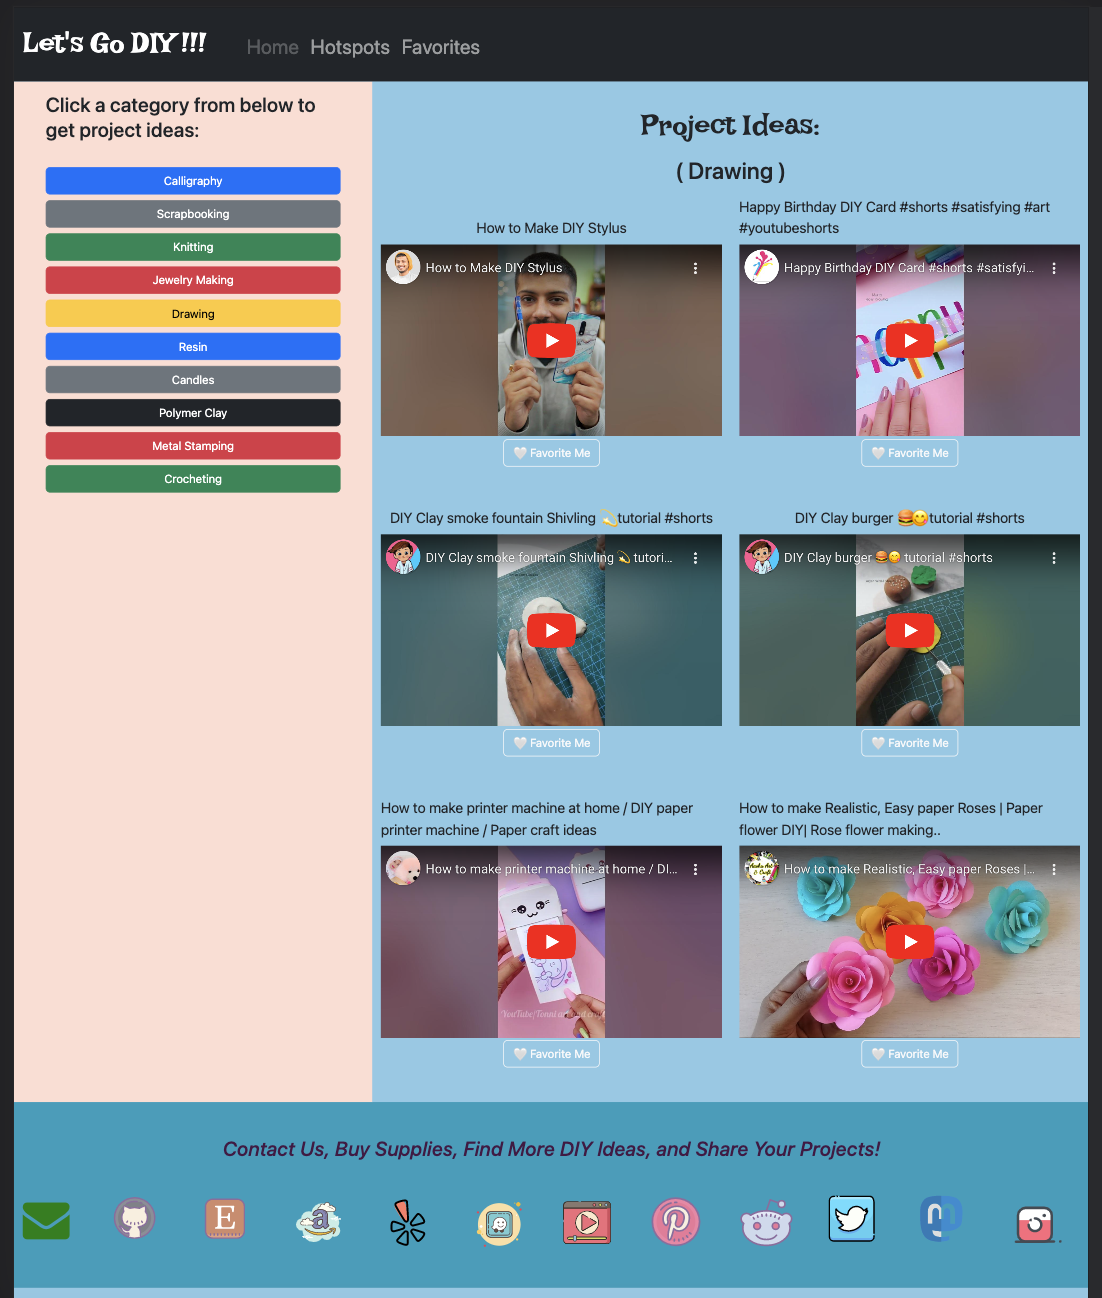 Let's Go DIY !!!
Home Hotspots Favorites
Click a category from below to
get project ideas:
Calligraphy
Scrapbooking
Knitting
Jewelry Making
Drawing
Resin
Candles
Polymer Clay
Metal Stamping
Crocheting
Project Ideas:
( Drawing )
How to Make DIY Stylus
How to Make DIY Stylus
🤍 Favorite Me
Happy Birthday DIY Card #shorts #satisfying #art
#youtubeshorts
Happy Birthday DIY Card #shorts #satisfyi...
🤍 Favorite Me
DIY Clay smoke fountain Shivling 💫tutorial #shorts
DIY Clay smoke fountain Shivling 💫 tutori...
🤍 Favorite Me
DIY Clay burger 🍔😋tutorial #shorts
DIY Clay burger 🍔😋 tutorial #shorts
🤍 Favorite Me
How to make printer machine at home / DIY paper
printer machine / Paper craft ideas
How to make printer machine at home / DI...
🤍 Favorite Me
How to make Realistic, Easy paper Roses | Paper
flower DIY| Rose flower making..
How to make Realistic, Easy paper Roses |...
🤍 Favorite Me
Contact Us, Buy Supplies, Find More DIY Ideas, and Share Your Projects!
E
a